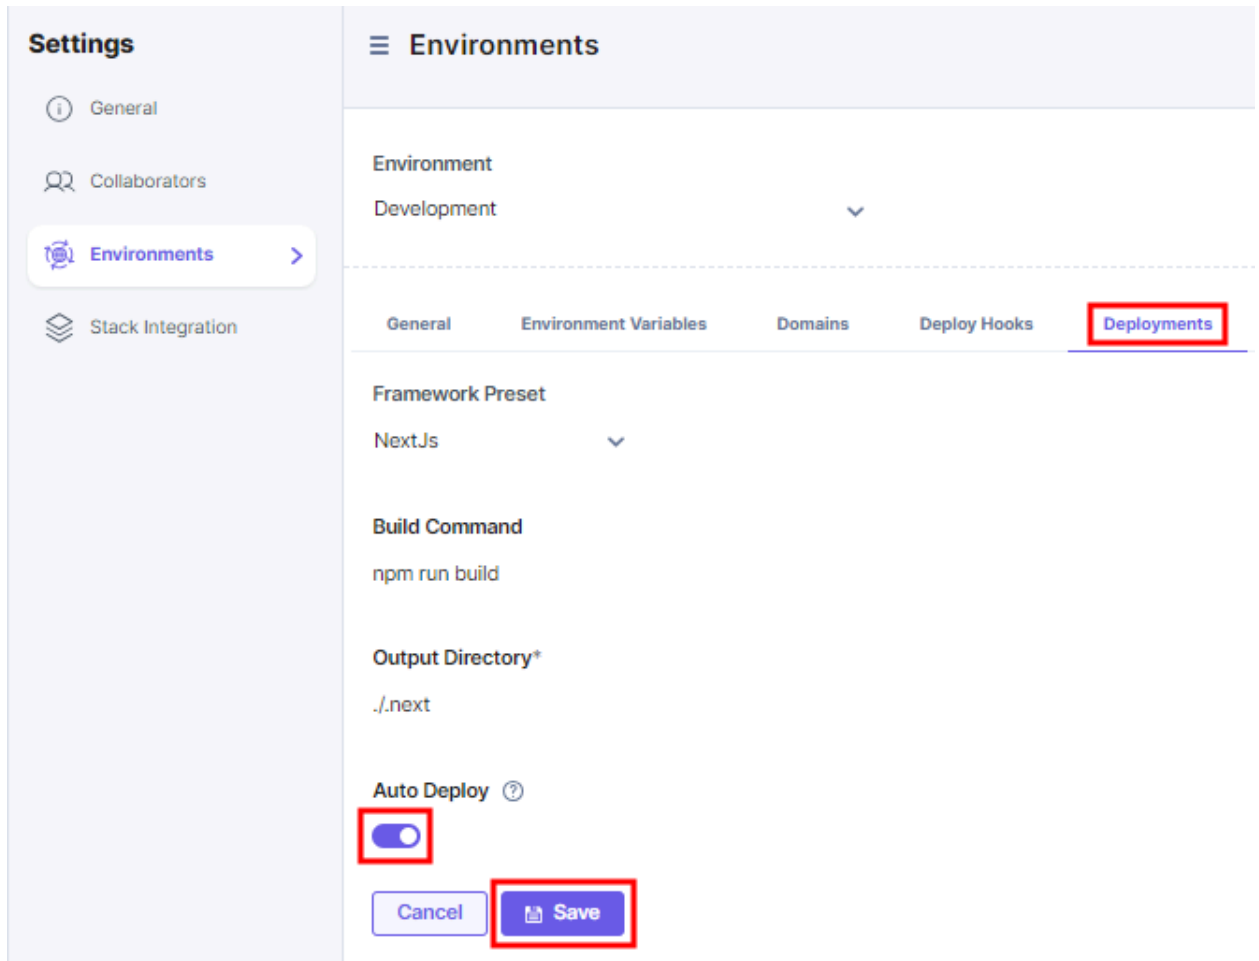 Settings
General
Collaborators
Environments
Stack Integration
Environments
Environment
Development
General Environment Variables Domains Deploy Hooks Deployments
Framework Preset
NextJs
Build Command
npm run build
Output Directory*
./.next
Auto Deploy ?
Cancel Save